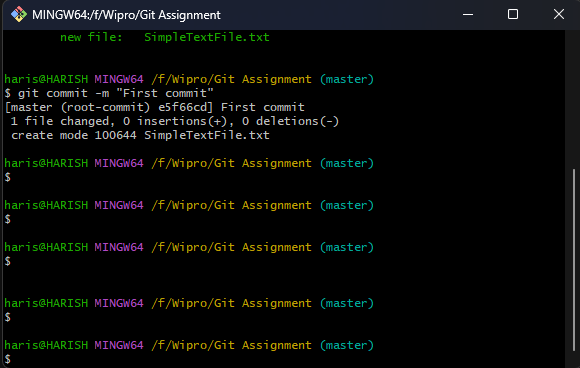 MINGW64:/f/Wipro/Git Assignment
new file:   SimpleTextFile.txt
haris@HARISH MINGW64 /f/Wipro/Git Assignment (master)
$ git commit -m "First commit"
[master (root-commit) e5f66cd] First commit
 1 file changed, 0 insertions(+), 0 deletions(-)
 create mode 100644 SimpleTextFile.txt
haris@HARISH MINGW64 /f/Wipro/Git Assignment (master)
$
haris@HARISH MINGW64 /f/Wipro/Git Assignment (master)
$
haris@HARISH MINGW64 /f/Wipro/Git Assignment (master)
$
haris@HARISH MINGW64 /f/Wipro/Git Assignment (master)
$
haris@HARISH MINGW64 /f/Wipro/Git Assignment (master)
$